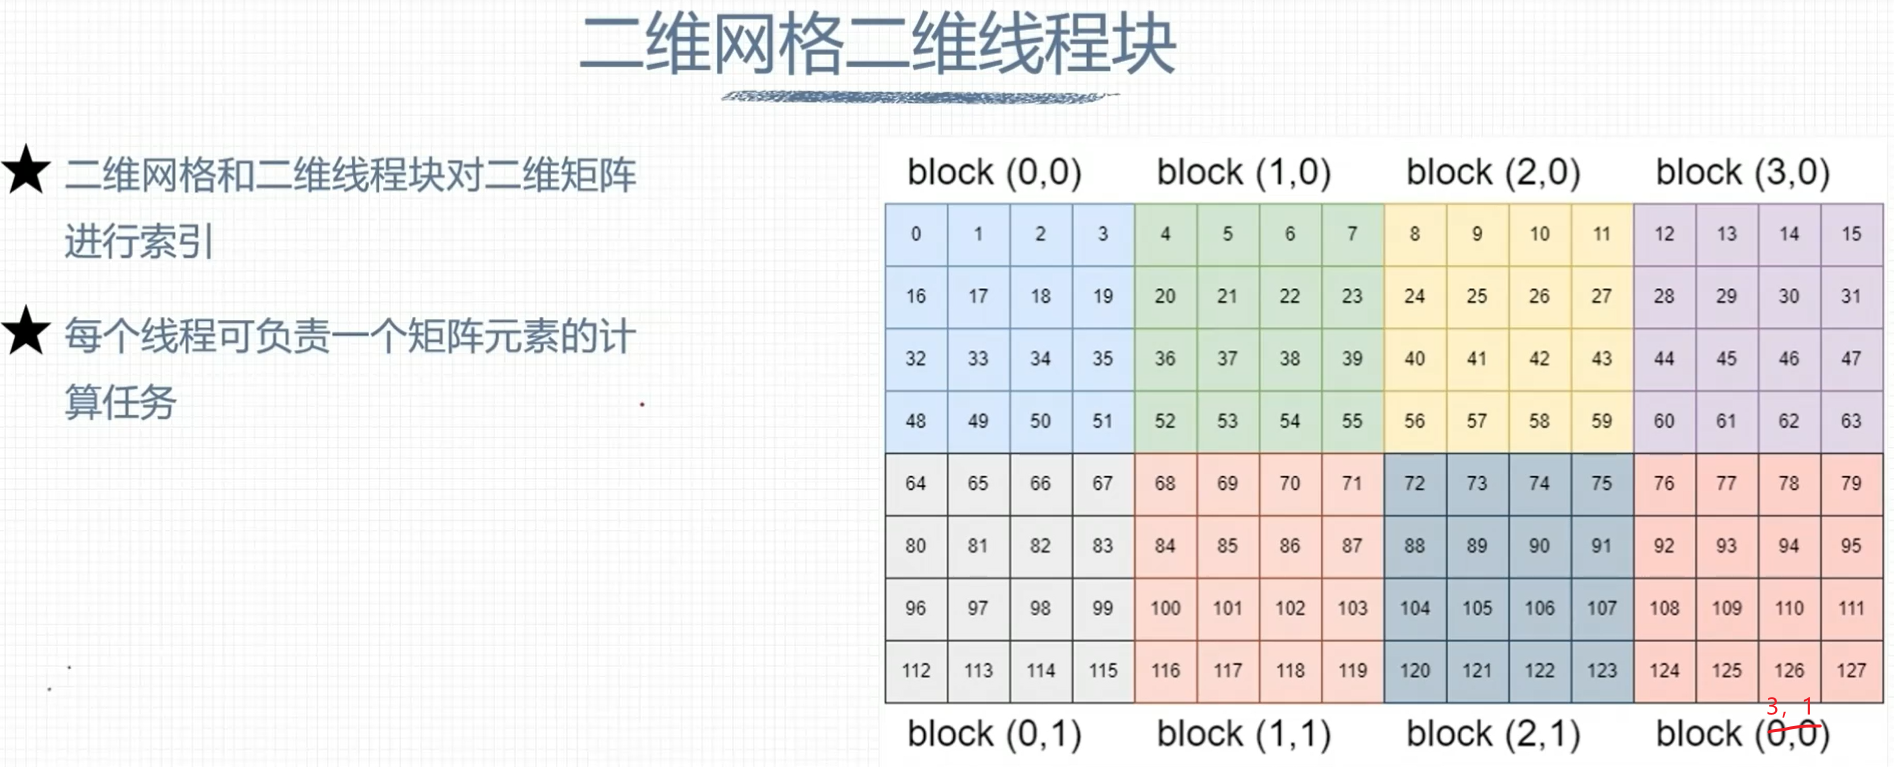 二维网格二维线程块
二维网格和二维线程块对二维矩阵
进行索引
每个线程可负责一个矩阵元素的计
算任务
block (0,0) block (1,0) block (2,0) block (3,0)
0 1 2 3 4 5 6 7 8 9 10 11 12 13 14 15
16 17 18 19 20 21 22 23 24 25 26 27 28 29 30 31
32 33 34 35 36 37 38 39 40 41 42 43 44 45 46 47
48 49 50 51 52 53 54 55 56 57 58 59 60 61 62 63
64 65 66 67 68 69 70 71 72 73 74 75 76 77 78 79
80 81 82 83 84 85 86 87 88 89 90 91 92 93 94 95
96 97 98 99 100 101 102 103 104 105 106 107 108 109 110 111
112 113 114 115 116 117 118 119 120 121 122 123 124 125 126 127
3, 1
block (0,1) block (1,1) block (2,1) block (0,0)